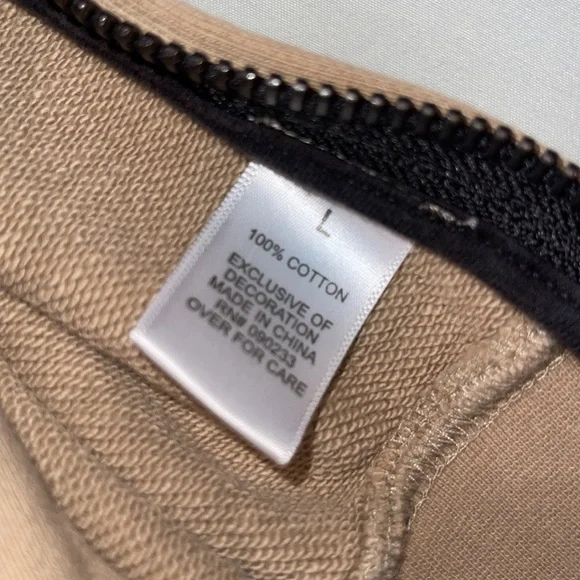 L
100% COTTON
EXCLUSIVE OF
DECORATION
MADE IN CHINA
RN# 090233
OVER FOR CARE